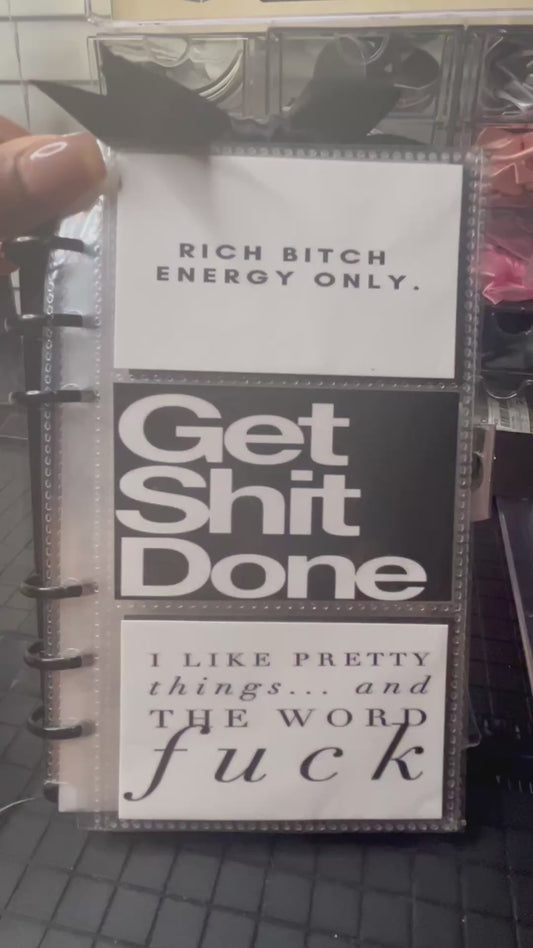 RICH BITCH
ENERGY ONLY.
Get
Shit
Done
I LIKE PRETTY
things... and
THE WORD
fuck